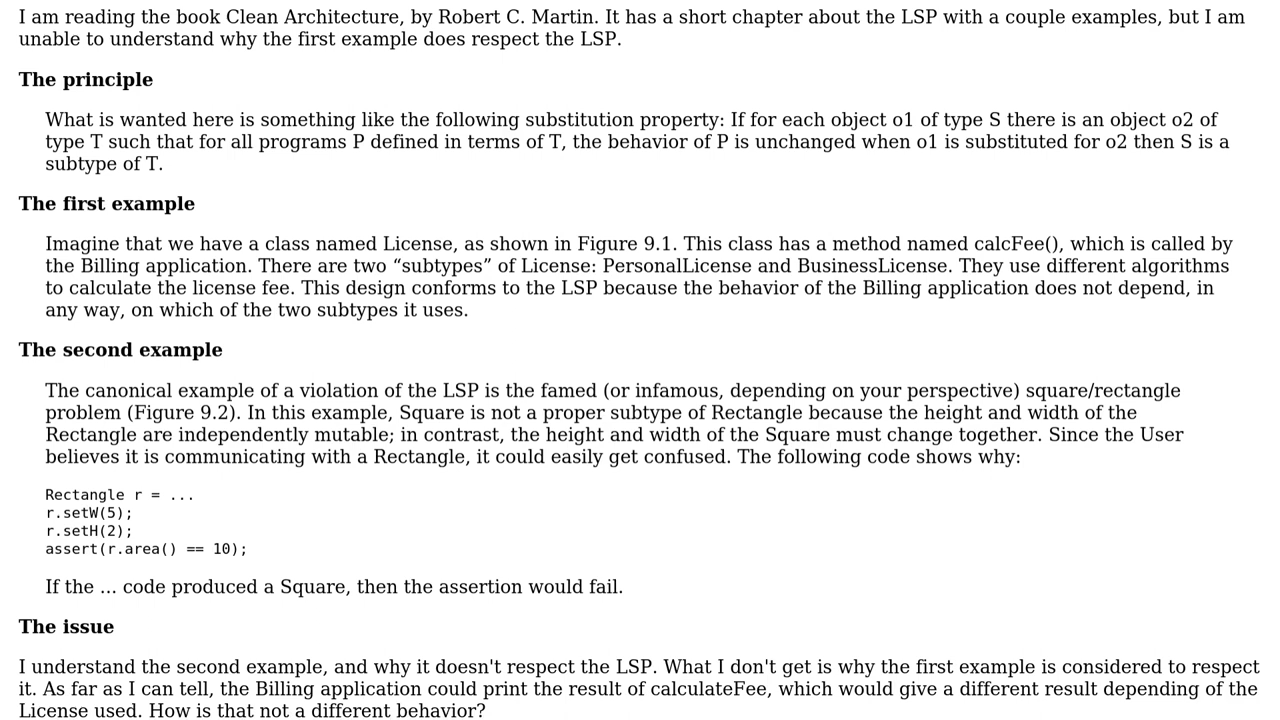 I am reading the book Clean Architecture, by Robert C. Martin. It has a short chapter about the LSP with a couple examples, but I am
unable to understand why the first example does respect the LSP.
The principle
What is wanted here is something like the following substitution property: If for each object o1 of type S there is an object o2 of
type T such that for all programs P defined in terms of T, the behavior of P is unchanged when o1 is substituted for o2 then S is a
subtype of T.
The first example
Imagine that we have a class named License, as shown in Figure 9.1. This class has a method named calcFee(), which is called by
the Billing application. There are two “subtypes” of License: PersonalLicense and BusinessLicense. They use different algorithms
to calculate the license fee. This design conforms to the LSP because the behavior of the Billing application does not depend, in
any way, on which of the two subtypes it uses.
The second example
The canonical example of a violation of the LSP is the famed (or infamous, depending on your perspective) square/rectangle
problem (Figure 9.2). In this example, Square is not a proper subtype of Rectangle because the height and width of the
Rectangle are independently mutable; in contrast, the height and width of the Square must change together. Since the User
believes it is communicating with a Rectangle, it could easily get confused. The following code shows why:
Rectangle r = ...
r.setW(5);
r.setH(2);
assert(r.area() == 10);
If the ... code produced a Square, then the assertion would fail.
The issue
I understand the second example, and why it doesn't respect the LSP. What I don't get is why the first example is considered to respect
it. As far as I can tell, the Billing application could print the result of calculateFee, which would give a different result depending of the
License used. How is that not a different behavior?